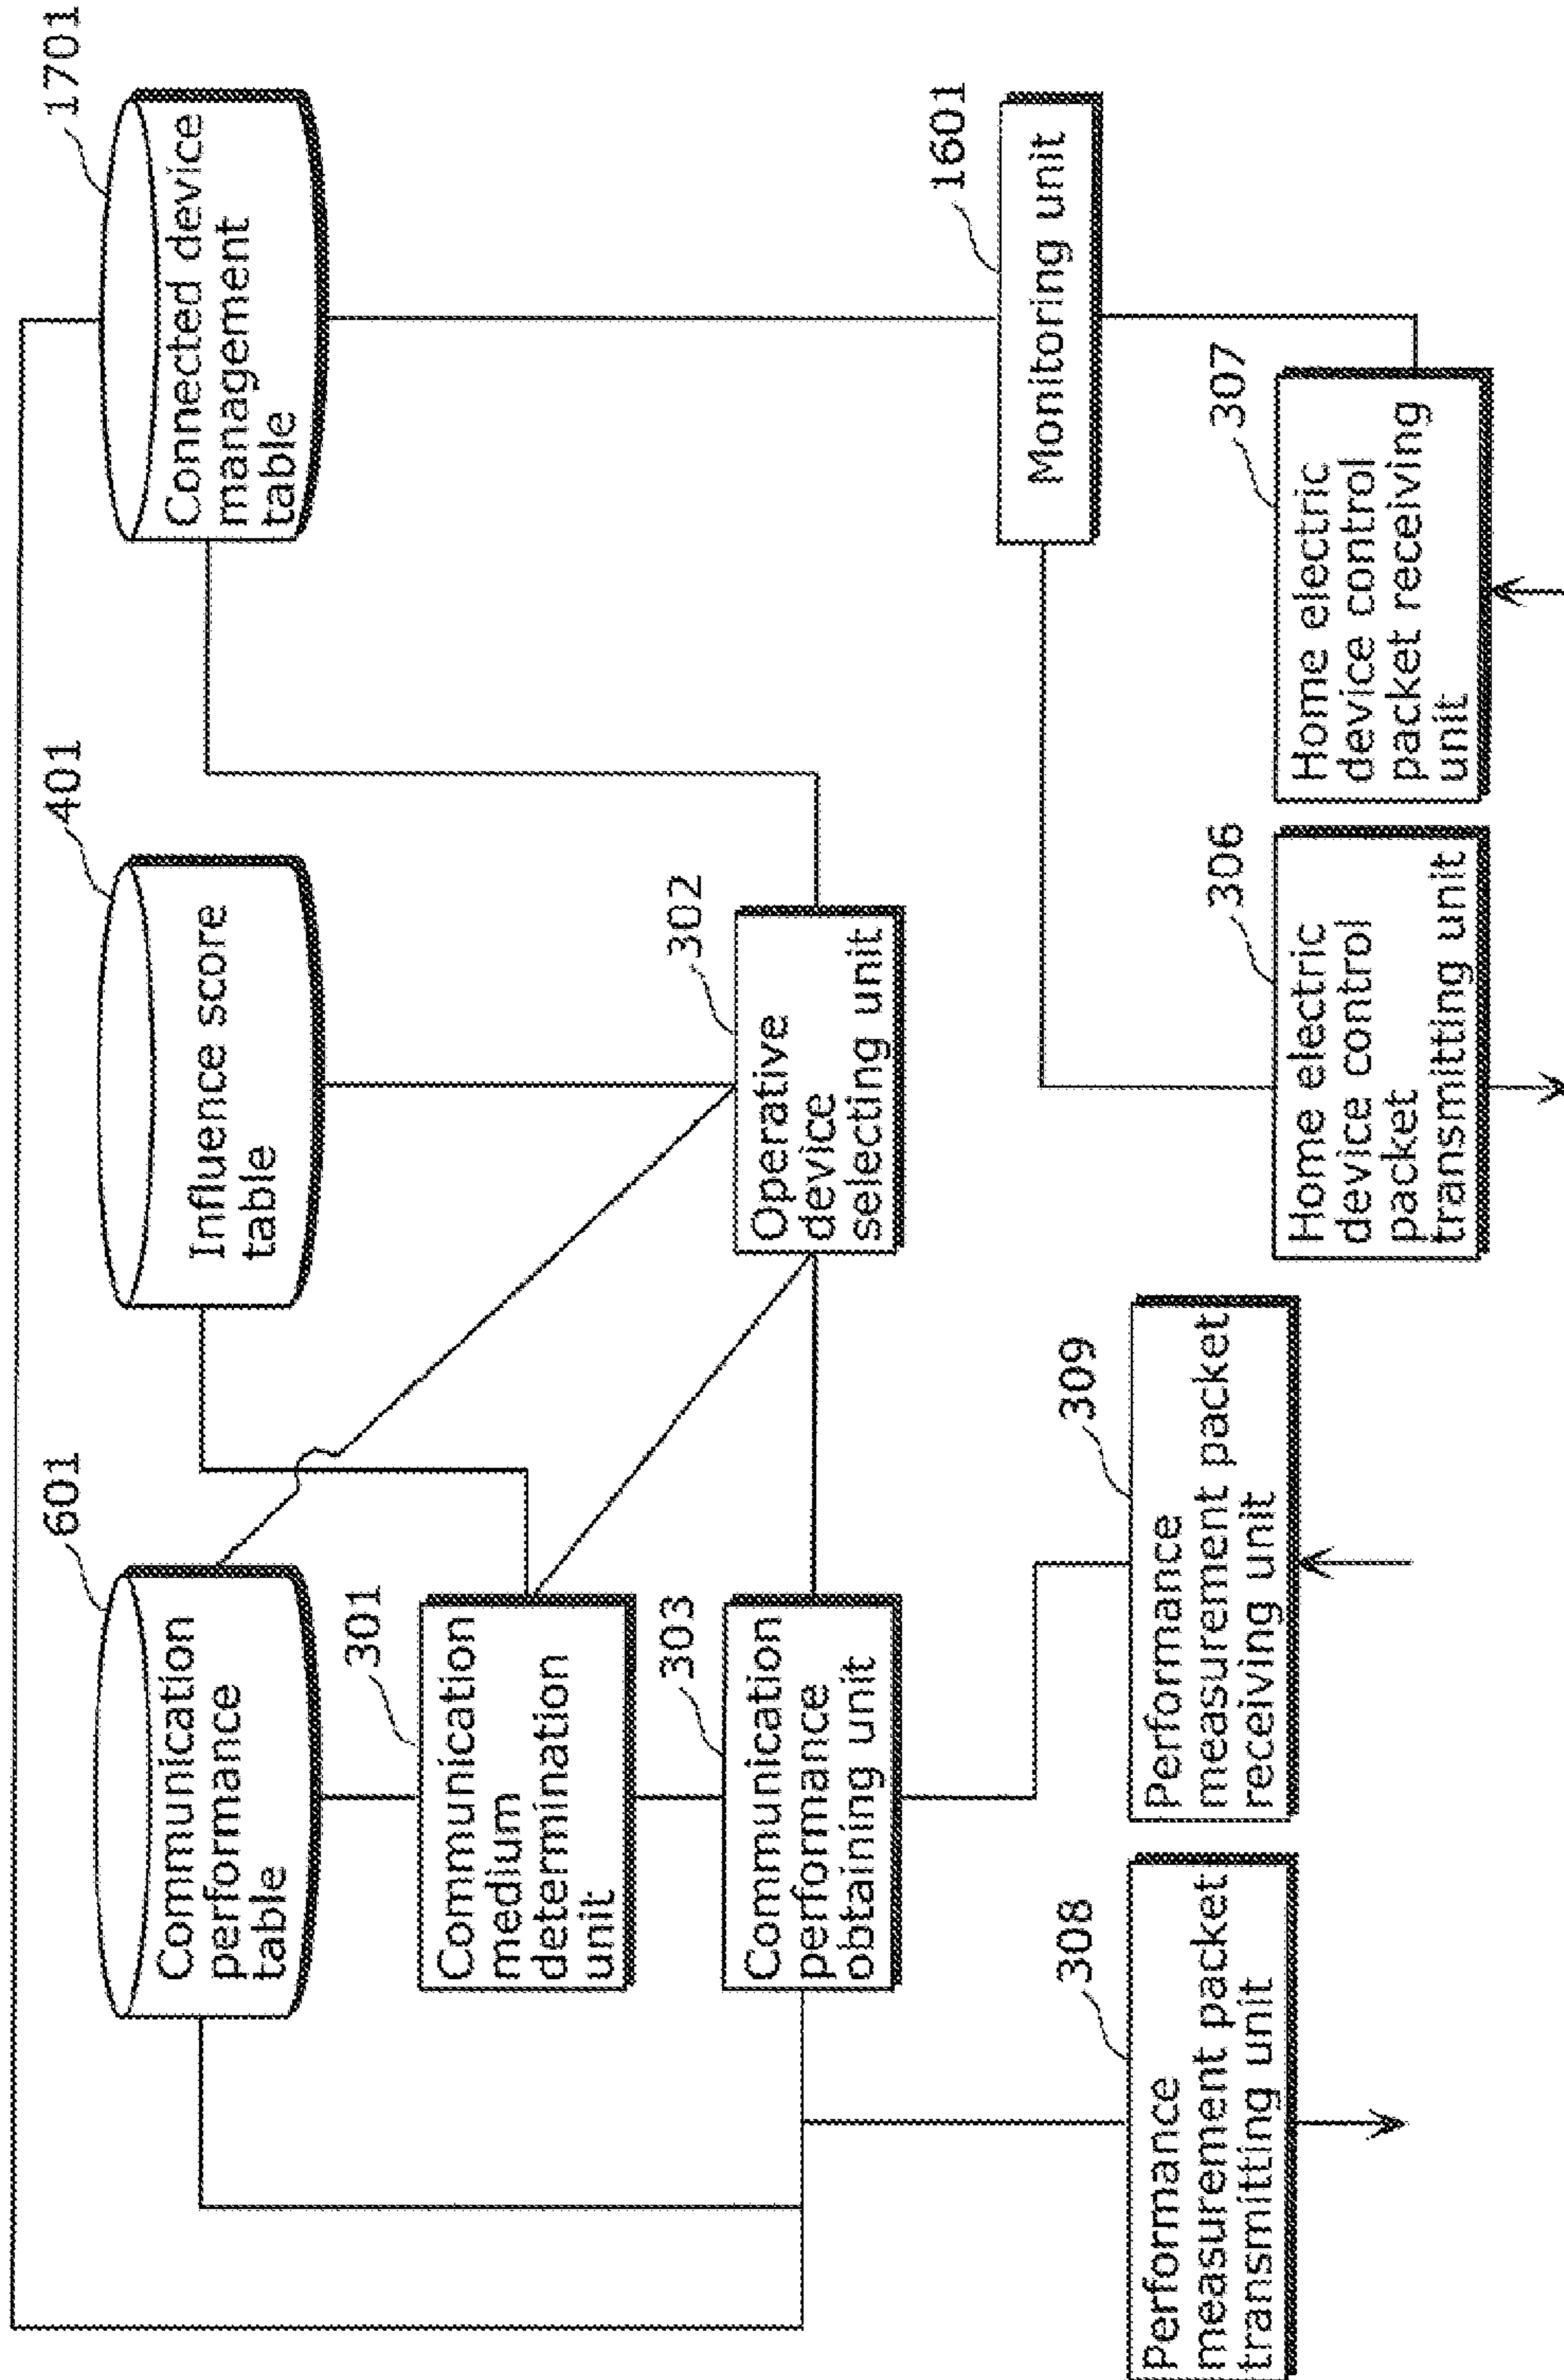 601
Communication
performance
table
401
Influence score
table
1701
Connected device
management
table
301
Communication
medium
determination
unit
303
Communication
performance
obtaining unit
302
Operative
device
selecting unit
1601
Monitoring unit
308
Performance
measurement packet
transmitting unit
309
Performance
measurement packet
receiving unit
306
Home electric
device control
packet
transmitting unit
307
Home electric
device control
packet receiving
unit